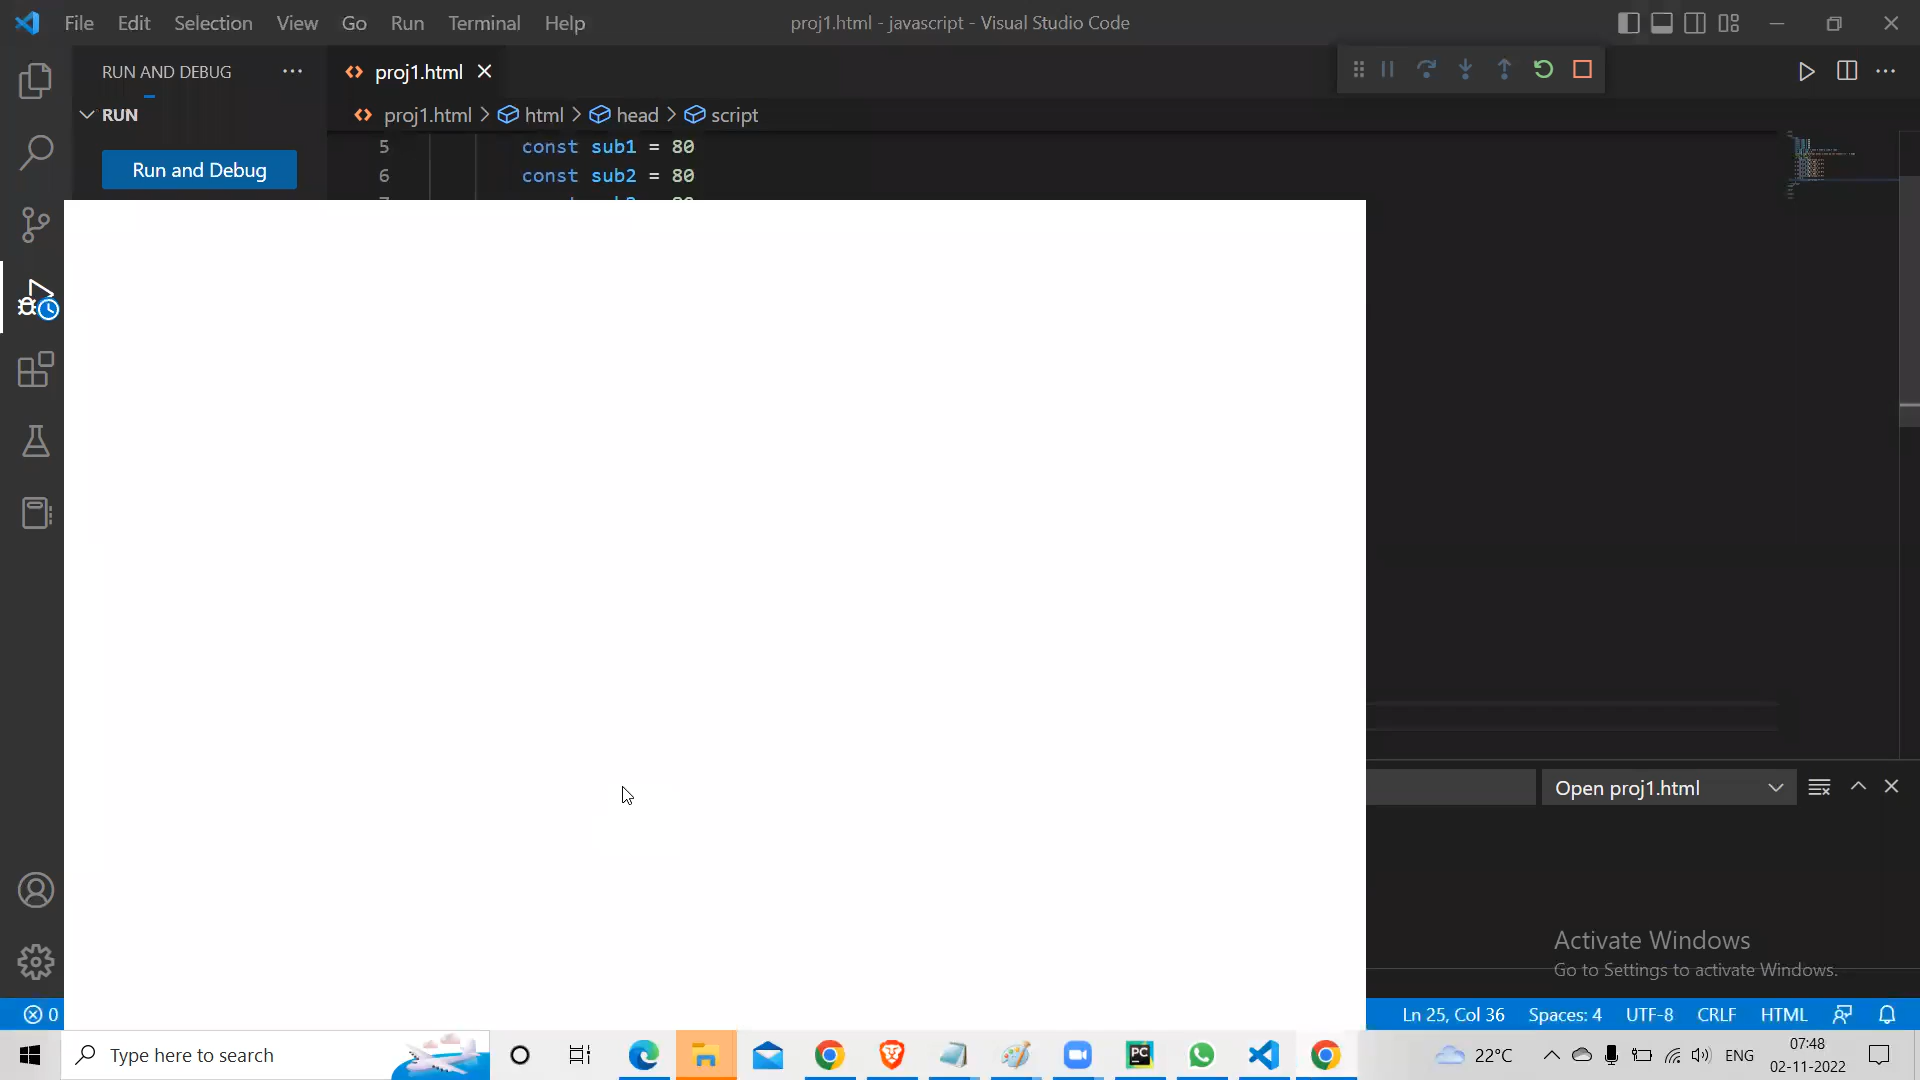 File Edit Selection View Go Run Terminal Help
proj1.html - javascript - Visual Studio Code
RUN AND DEBUG
proj1.html
RUN
proj1.html > html > head > script
Run and Debug
5 const sub1 = 80
6 const sub2 = 80
Open proj1.html
Activate Windows
Go to Settings to activate Windows.
0
Ln 25, Col 36 Spaces: 4 UTF-8 CRLF HTML
Type here to search
PC
22°C
ENG
07:48
02-11-2022